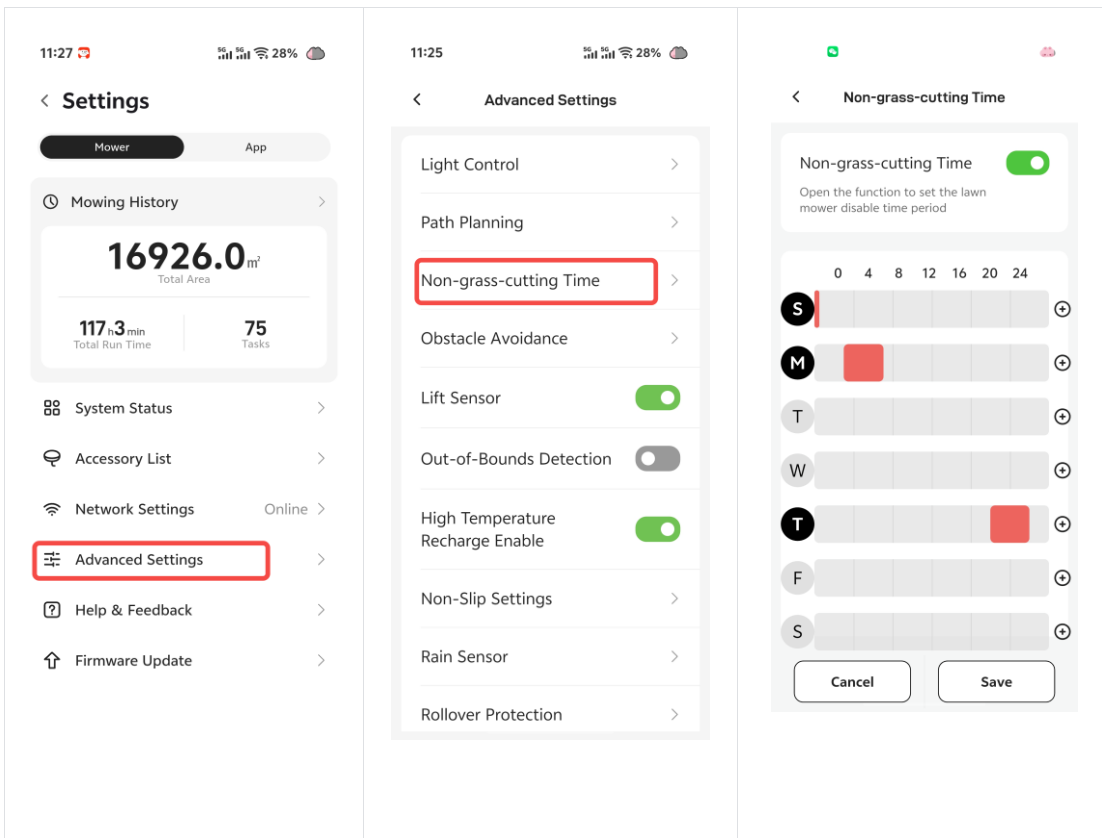 11:27
5G 5G 28%
Settings
Mower App
Mowing History
16926.0㎡
Total Area
117h3min
Total Run Time
75
Tasks
System Status
Accessory List
Network Settings Online
Advanced Settings
Help & Feedback
Firmware Update
11:25
5G 5G 28%
Advanced Settings
Light Control
Path Planning
Non-grass-cutting Time
Obstacle Avoidance
Lift Sensor
Out-of-Bounds Detection
High Temperature
Recharge Enable
Non-Slip Settings
Rain Sensor
Rollover Protection
Non-grass-cutting Time
Non-grass-cutting Time
Open the function to set the lawn
mower disable time period
0 4 8 12 16 20 24
S
M
T
W
T
F
S
Cancel Save